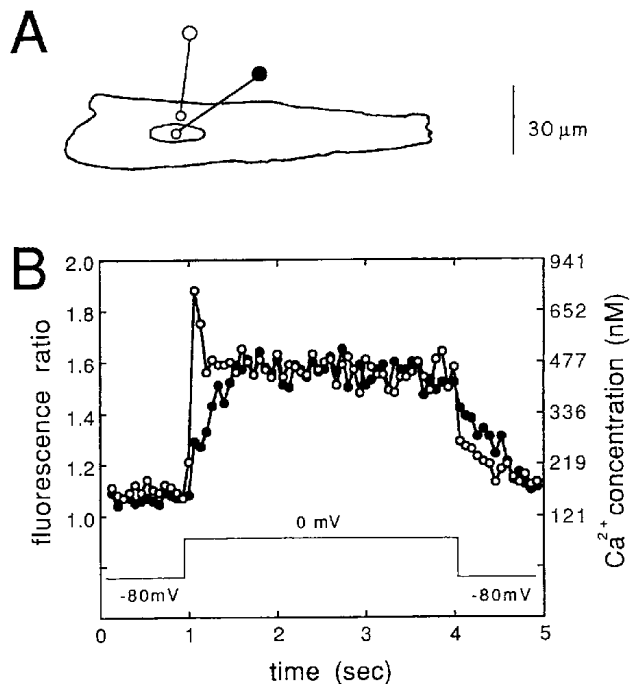 A
30 μm
B
fluorescence ratio
2.0
1.8
1.6
1.4
1.2
1.0
941
652
477
336
219
121
Ca²⁺ concentration (nM)
0 mV
-80mV
-80mV
0
1
2
3
4
5
time (sec)